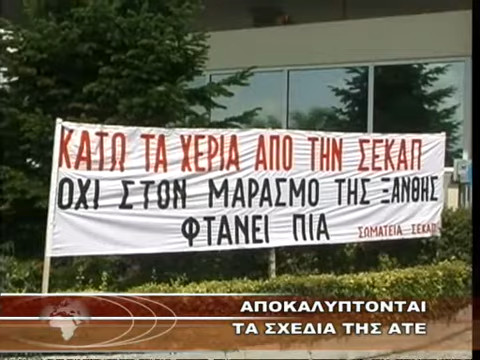 ΚΑΤΩ ΤΑ ΧΕΡΙΑ ΑΠΟ ΤΗΝ ΣΕΚΑΠ
ΟΧΙ ΣΤΟΝ ΜΑΡΑΣΜΟ ΤΗΣ ΞΑΝΘΗΣ
ΦΤΑΝΕΙ ΠΙΑ
ΣΩΜΑΤΕΙΑ ΣΕΚΑΠ
ΑΠΟΚΑΛΥΠΤΟΝΤΑΙ
ΤΑ ΣΧΕΔΙΑ ΤΗΣ ΑΤΕ